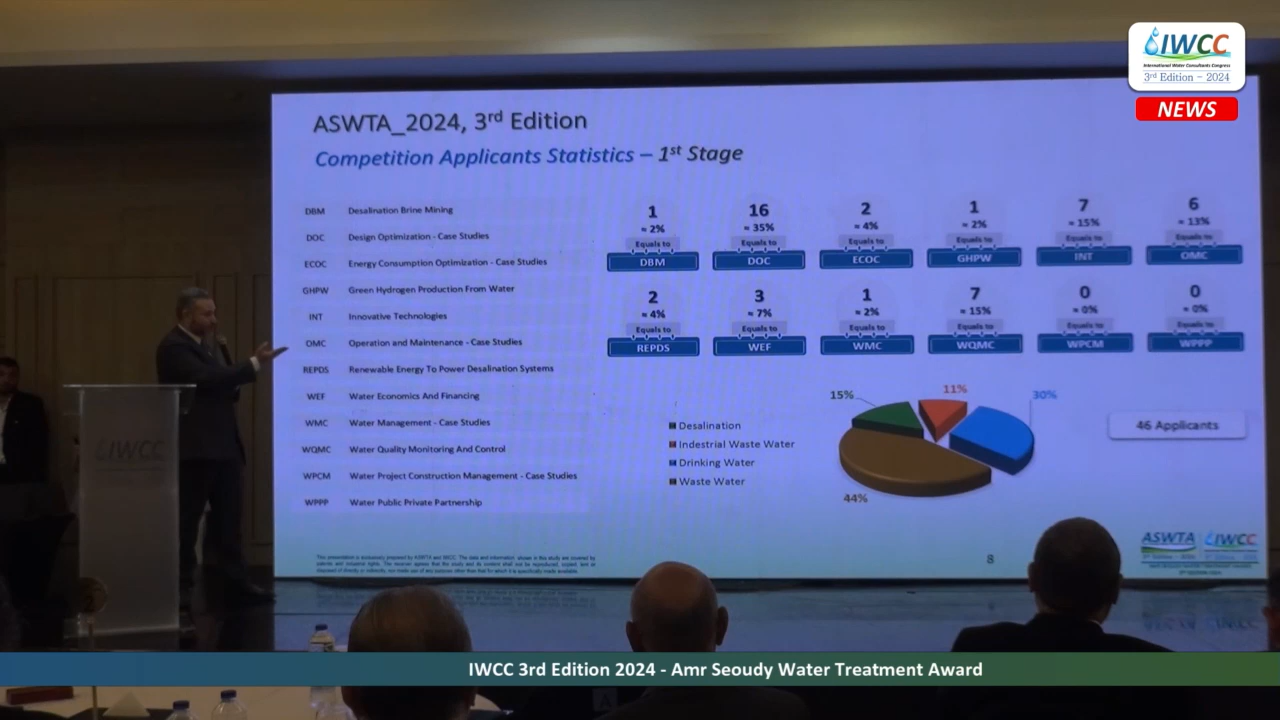 IWCC
International Water Consultants Congress
3rd Edition - 2024
NEWS
ASWTA_2024, 3rd Edition
Competition Applicants Statistics – 1st Stage
DBM Desalination Brine Mining
DOC Design Optimization - Case Studies
ECOC Energy Consumption Optimization - Case Studies
GHPW Green Hydrogen Production From Water
INT Innovative Technologies
OMC Operation and Maintenance - Case Studies
REPDS Renewable Energy To Power Desalination Systems
WEF Water Economics And Financing
WMC Water Management - Case Studies
WQMC Water Quality Monitoring And Control
WPCM Water Project Construction Management - Case Studies
WPPP Water Public Private Partnership
1 16 2 1 7 6
≈ 2% ≈ 35% ≈ 4% ≈ 2% ≈ 15% ≈ 13%
Equals to Equals to Equals to Equals to Equals to Equals to
DBM DOC ECOC GHPW INT OMC
2 3 1 7 0 0
≈ 4% ≈ 7% ≈ 2% ≈ 15% ≈ 0% ≈ 0%
Equals to Equals to Equals to Equals to Equals to Equals to
REPDS WEF WMC WQMC WPCM WPPP
15% 11% 30%
44%
Desalination
Indestrial Waste Water
Drinking Water
Waste Water
46 Applicants
8
ASWTA IWCC
IWCC
IWCC 3rd Edition 2024 - Amr Seoudy Water Treatment Award